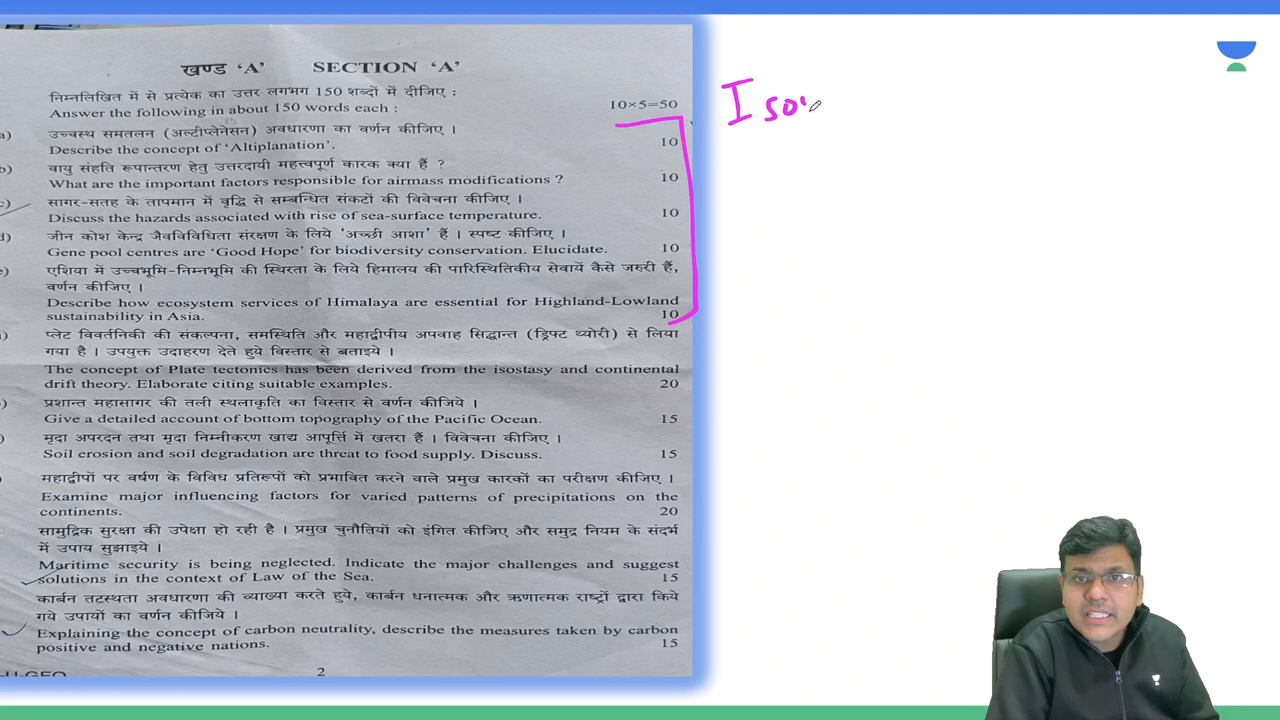 खण्ड ‘A’ SECTION ‘A’
निम्नलिखित में से प्रत्येक का उत्तर लगभग 150 शब्दों में दीजिए :
Answer the following in about 150 words each : 10×5=50
a) उच्चस्थ समतलन (अल्टीप्लेनेसन) अवधारणा का वर्णन कीजिए ।
Describe the concept of ‘Altiplanation’. 10
b) वायु संहति रूपान्तरण हेतु उत्तरदायी महत्त्वपूर्ण कारक क्या हैं ?
What are the important factors responsible for airmass modifications ? 10
c) सागर-सतह के तापमान में वृद्धि से सम्बन्धित संकटों की विवेचना कीजिए ।
Discuss the hazards associated with rise of sea-surface temperature. 10
d) जीन कोश केन्द्र जैवविविधिता संरक्षण के लिये ‘अच्छी आशा’ हैं । स्पष्ट कीजिए ।
Gene pool centres are ‘Good Hope’ for biodiversity conservation. Elucidate. 10
e) एशिया में उच्चभूमि-निम्नभूमि की स्थिरता के लिये हिमालय की पारिस्थितिकीय सेवायें कैसे जरुरी हैं,
वर्णन कीजिए ।
Describe how ecosystem services of Himalaya are essential for Highland-Lowland
sustainability in Asia. 10
प्लेट विवर्तनिकी की संकल्पना, समस्थिति और महाद्वीपीय अपवाह सिद्धान्त (ड्रिफ्ट थ्योरी) से लिया
गया है । उपयुक्त उदाहरण देते हुये विस्तार से बताइये ।
The concept of Plate tectonics has been derived from the isostasy and continental
drift theory. Elaborate citing suitable examples. 20
प्रशान्त महासागर की तली स्थलाकृति का विस्तार से वर्णन कीजिये ।
Give a detailed account of bottom topography of the Pacific Ocean. 15
मृदा अपरदन तथा मृदा निम्नीकरण खाद्य आपूर्त्ति में खतरा हैं । विवेचना कीजिए ।
Soil erosion and soil degradation are threat to food supply. Discuss. 15
महाद्वीपों पर वर्षण के विविध प्रतिरूपों को प्रभावित करने वाले प्रमुख कारकों का परीक्षण कीजिए ।
Examine major influencing factors for varied patterns of precipitations on the
continents. 20
सामुद्रिक सुरक्षा की उपेक्षा हो रही है । प्रमुख चुनौतियों को इंगित कीजिए और समुद्र नियम के संदर्भ
में उपाय सुझाइये ।
Maritime security is being neglected. Indicate the major challenges and suggest
solutions in the context of Law of the Sea. 15
कार्बन तटस्थता अवधारणा की व्याख्या करते हुये, कार्बन धनात्मक और ऋणात्मक राष्ट्रों द्वारा किये
गये उपायों का वर्णन कीजिये ।
Explaining the concept of carbon neutrality, describe the measures taken by carbon
positive and negative nations. 15
2
I